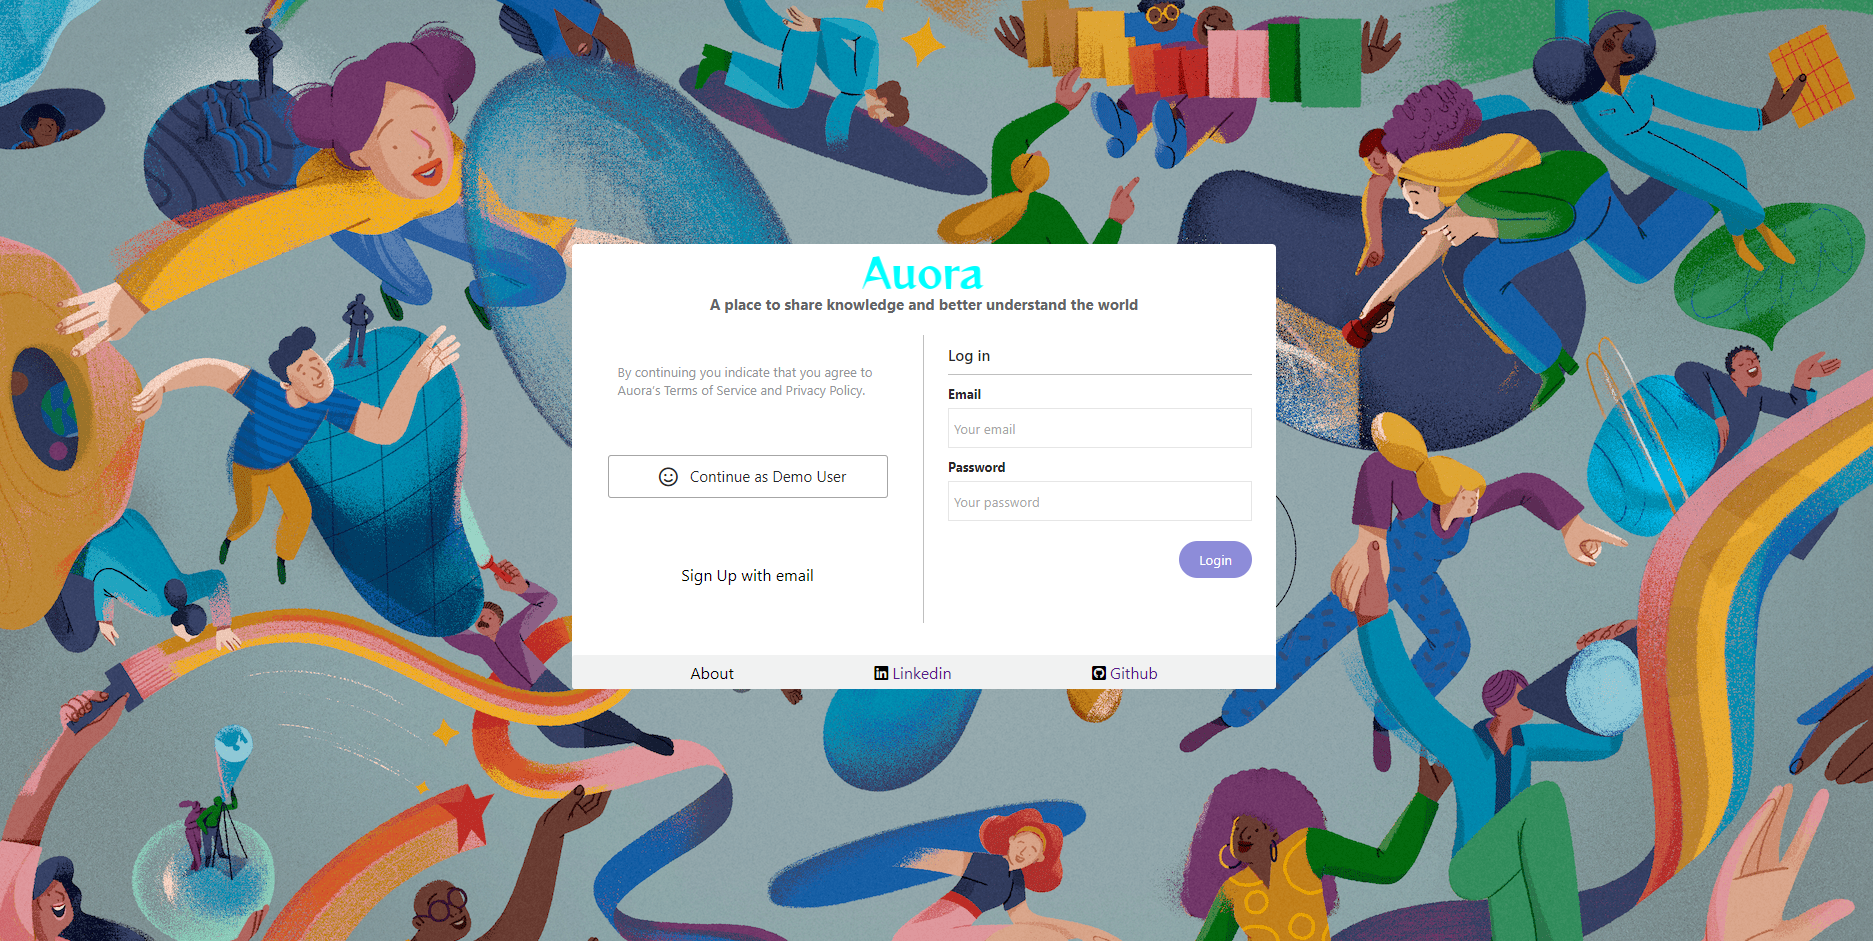 Auora
A place to share knowledge and better understand the world
By continuing you indicate that you agree to
Auora's Terms of Service and Privacy Policy.
Continue as Demo User
Sign Up with email
Log in
Email
Your email
Password
Your password
Login
About
Linkedin
Github